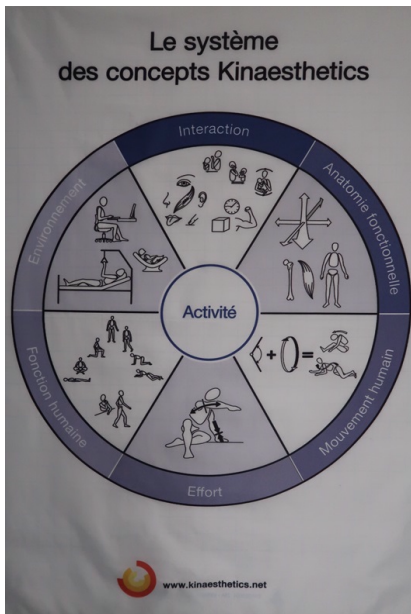 Le système
des concepts Kinaesthetics
Interaction
Anatomie fonctionnelle
Mouvement humain
Effort
Fonction humaine
Environnement
Activité
www.kinaesthetics.net